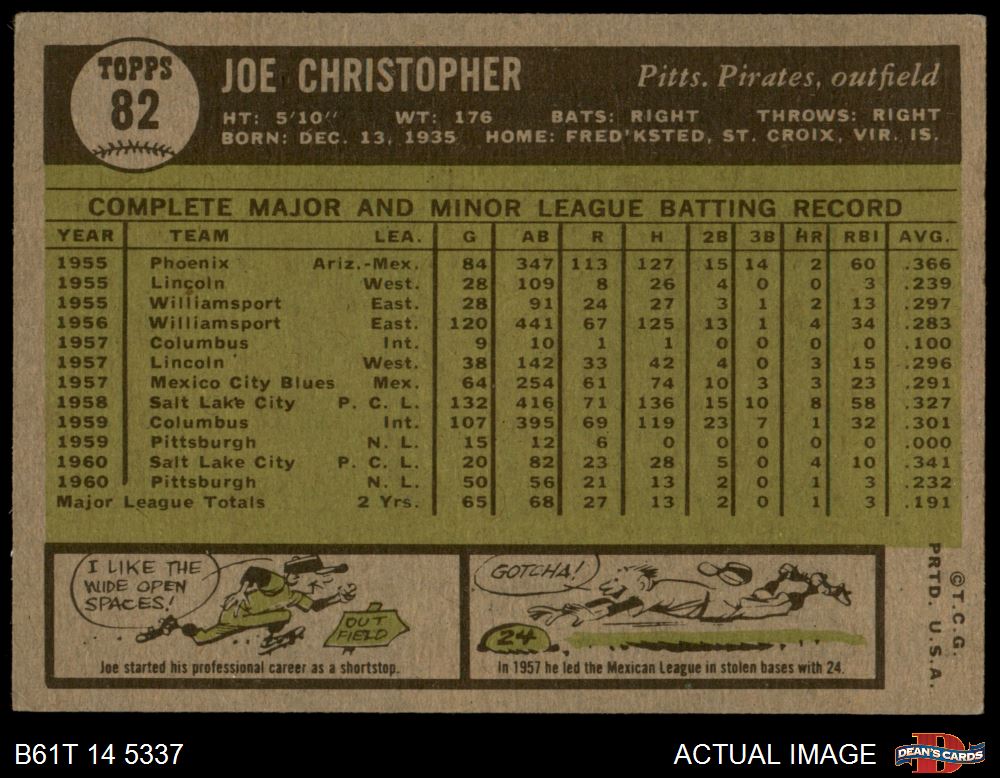 TOPPS
82
JOE CHRISTOPHER Pitts. Pirates, outfield
HT: 5'10" WT: 176 BATS: RIGHT THROWS: RIGHT
BORN: DEC. 13, 1935 HOME: FRED'KSTED, ST. CROIX, VIR. IS.
COMPLETE MAJOR AND MINOR LEAGUE BATTING RECORD
YEAR TEAM LEA. G AB R H 2B 3B HR RBI AVG.
1955 Phoenix Ariz.-Mex. 84 347 113 127 15 14 2 60 .366
1955 Lincoln West. 28 109 8 26 4 0 0 3 .239
1955 Williamsport East. 28 91 24 27 3 1 2 13 .297
1956 Williamsport East. 120 441 67 125 13 1 4 34 .283
1957 Columbus Int. 9 10 1 1 0 0 0 0 .100
1957 Lincoln West. 38 142 33 42 4 0 3 15 .296
1957 Mexico City Blues Mex. 64 254 61 74 10 3 3 23 .291
1958 Salt Lake City P. C. L. 132 416 71 136 15 10 8 58 .327
1959 Columbus Int. 107 395 69 119 23 7 1 32 .301
1959 Pittsburgh N. L. 15 12 6 0 0 0 0 0 .000
1960 Salt Lake City P. C. L. 20 82 23 28 5 0 4 10 .341
1960 Pittsburgh N. L. 50 56 21 13 2 0 1 3 .232
Major League Totals 2 Yrs. 65 68 27 13 2 0 1 3 .191
I LIKE THE
WIDE OPEN
SPACES!
OUT
FIELD
Joe started his professional career as a shortstop.
GOTCHA!
24
In 1957 he led the Mexican League in stolen bases with 24.
©T.C.G.
PRTD. U.S.A.
B61T 14 5337
ACTUAL IMAGE
D
DEAN'S CARDS